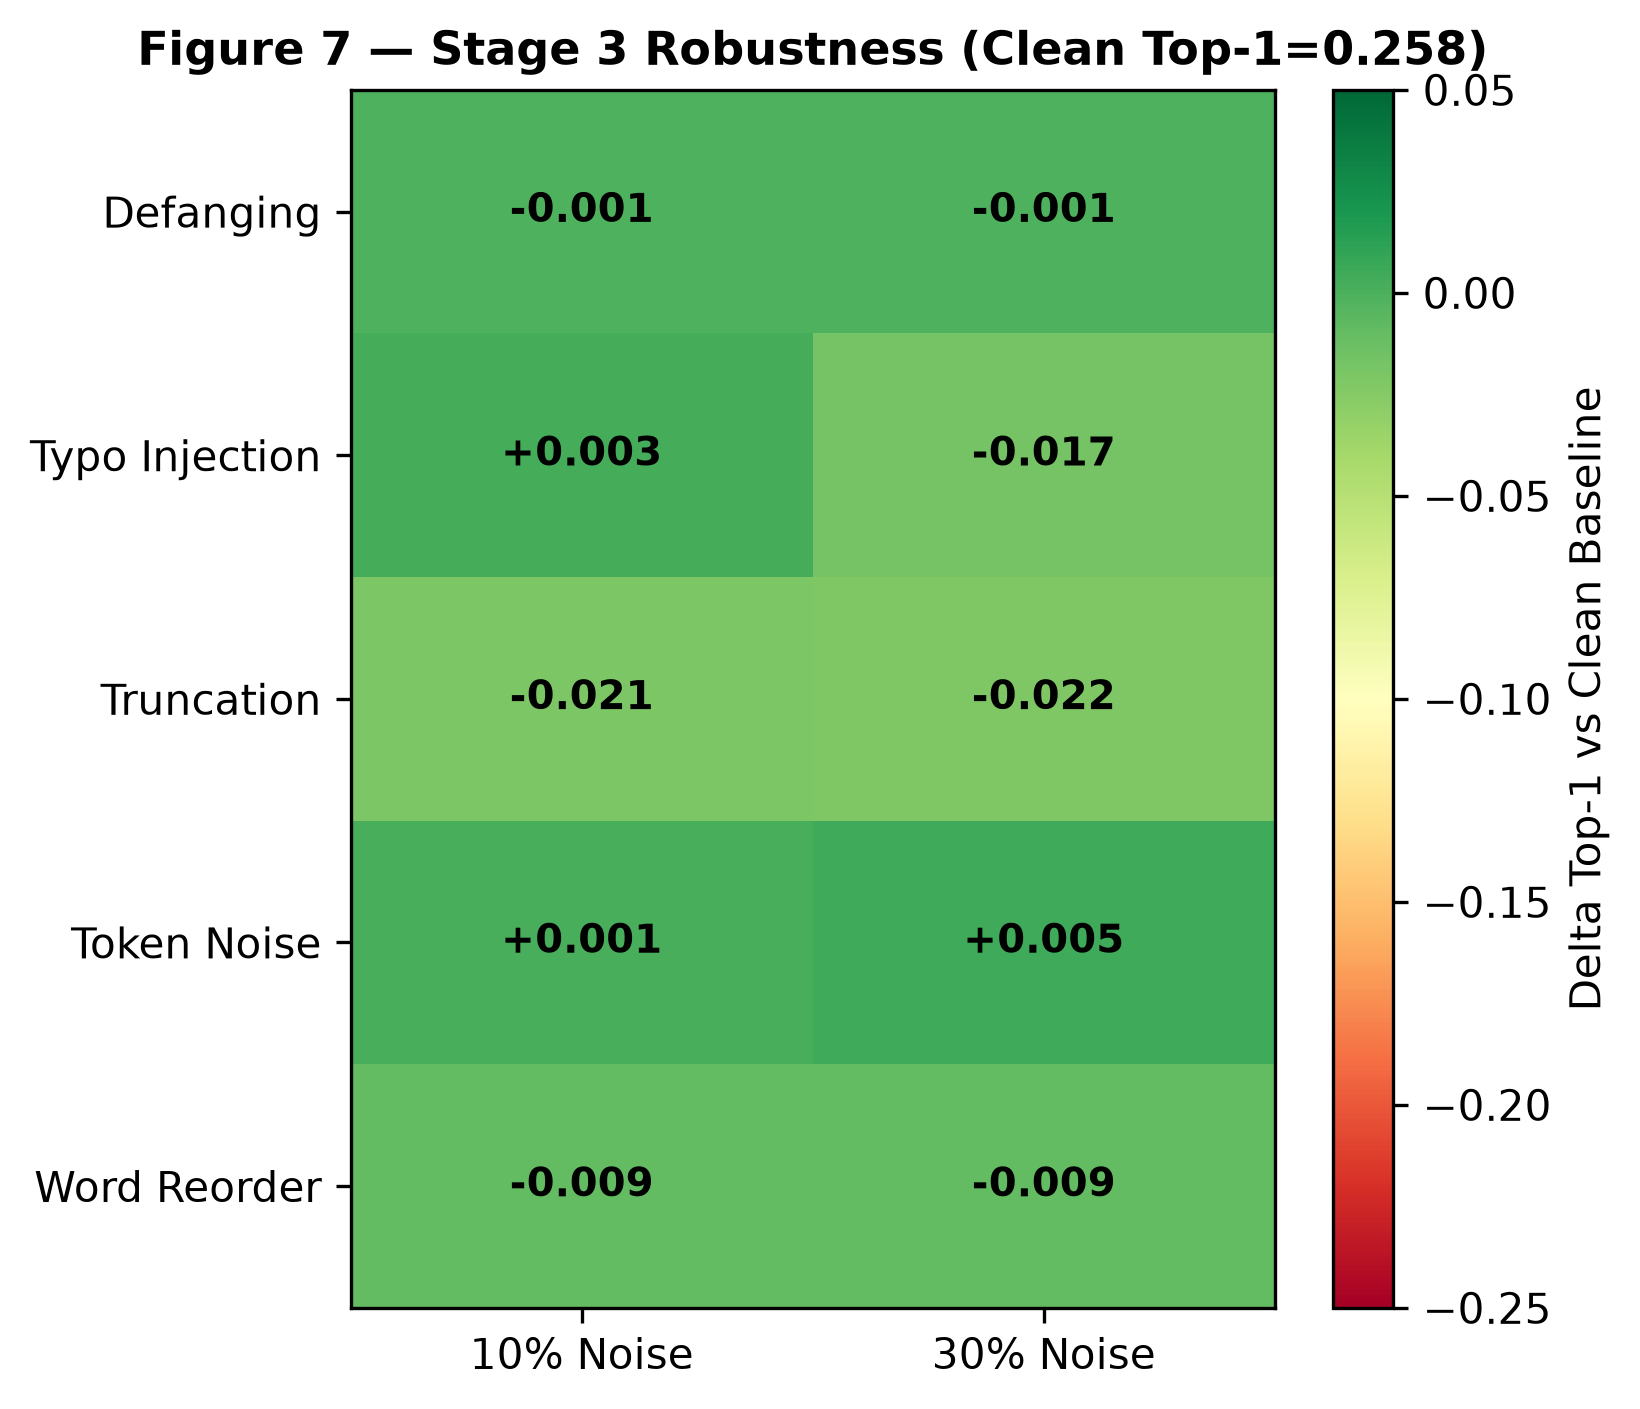 Figure 7 — Stage 3 Robustness (Clean Top-1=0.258)
Defanging
-0.001
-0.001
Typo Injection
+0.003
-0.017
Truncation
-0.021
-0.022
Token Noise
+0.001
+0.005
Word Reorder
-0.009
-0.009
10% Noise
30% Noise
0.05
0.00
−0.05
−0.10
−0.15
−0.20
−0.25
Delta Top-1 vs Clean Baseline